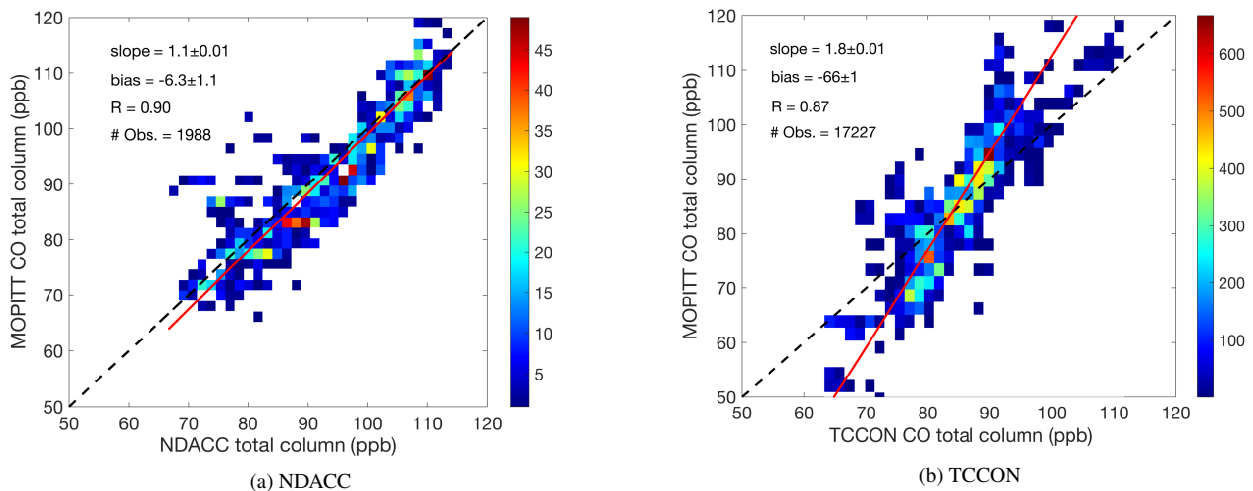 slope = 1.1±0.01
bias = -6.3±1.1
R = 0.90
# Obs. = 1988
MOPITT CO total column (ppb)
120
110
100
90
80
70
60
50
50 60 70 80 90 100 110 120
NDACC total column (ppb)
45
40
35
30
25
20
15
10
5
(a) NDACC
slope = 1.8±0.01
bias = -66±1
R = 0.87
# Obs. = 17227
MOPITT CO total column (ppb)
120
110
100
90
80
70
60
50
50 60 70 80 90 100 110 120
TCCON CO total column (ppb)
600
500
400
300
200
100
(b) TCCON